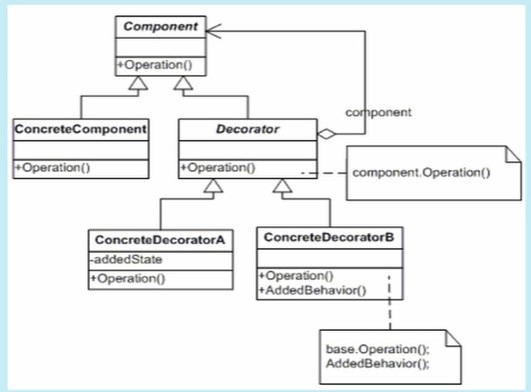 Component
+Operation()
component
ConcreteComponent
+Operation()
Decorator
+Operation()
component.Operation()
ConcreteDecoratorA
-addedState
+Operation()
ConcreteDecoratorB
+Operation()
+AddedBehavior()
base.Operation();
AddedBehavior();